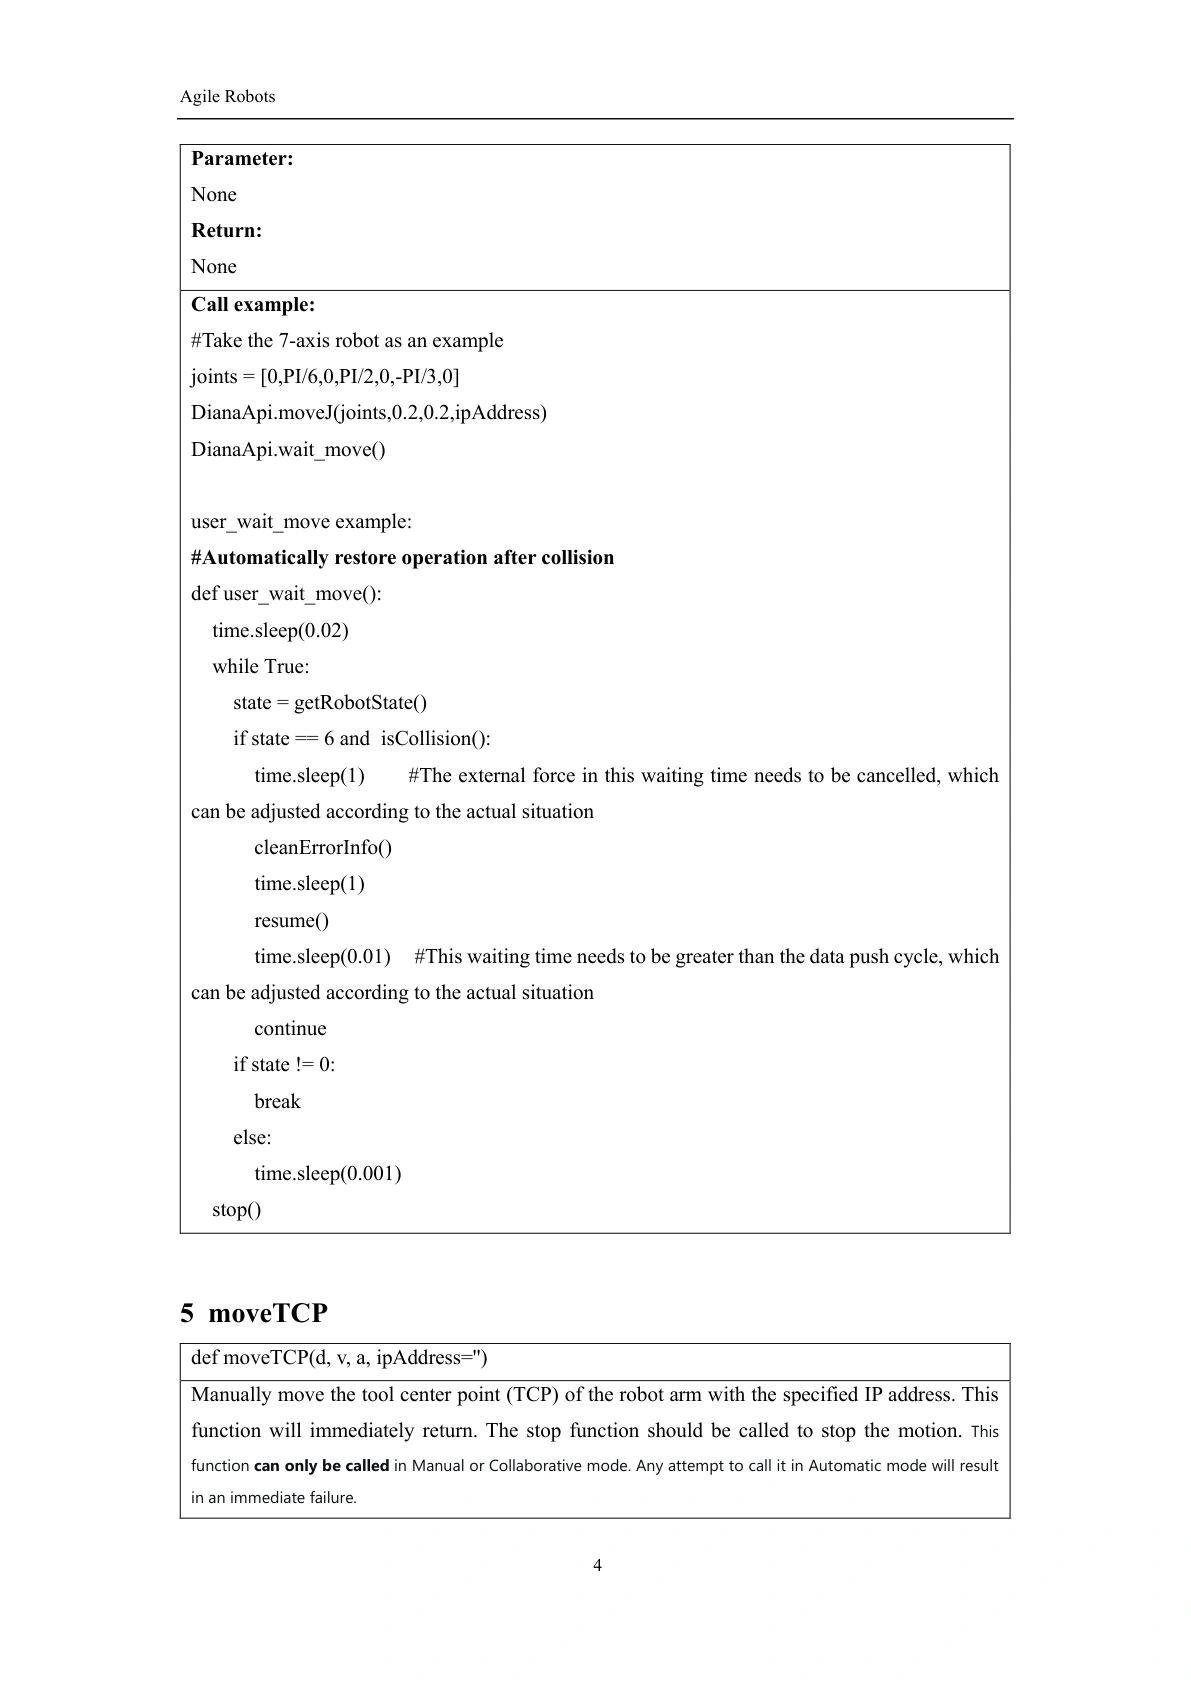 Agile Robots
Parameter:
None
Return:
None
Call example:
#Take the 7-axis robot as an example
joints = [0,PI/6,0,PI/2,0,-PI/3,0]
DianaApi.moveJ(joints,0.2,0.2,ipAddress)
DianaApi.wait_move()
user_wait_move example:
#Automatically restore operation after collision
def user_wait_move():
    time.sleep(0.02)
    while True:
        state = getRobotState()
        if state == 6 and  isCollision():
            time.sleep(1)        #The external force in this waiting time needs to be cancelled, which
can be adjusted according to the actual situation
            cleanErrorInfo()
            time.sleep(1)
            resume()
            time.sleep(0.01)    #This waiting time needs to be greater than the data push cycle, which
can be adjusted according to the actual situation
            continue
        if state != 0:
            break
        else:
            time.sleep(0.001)
    stop()
5 moveTCP
def moveTCP(d, v, a, ipAddress='')
Manually move the tool center point (TCP) of the robot arm with the specified IP address. This
function will immediately return. The stop function should be called to stop the motion. This
function can only be called in Manual or Collaborative mode. Any attempt to call it in Automatic mode will result
in an immediate failure.
4